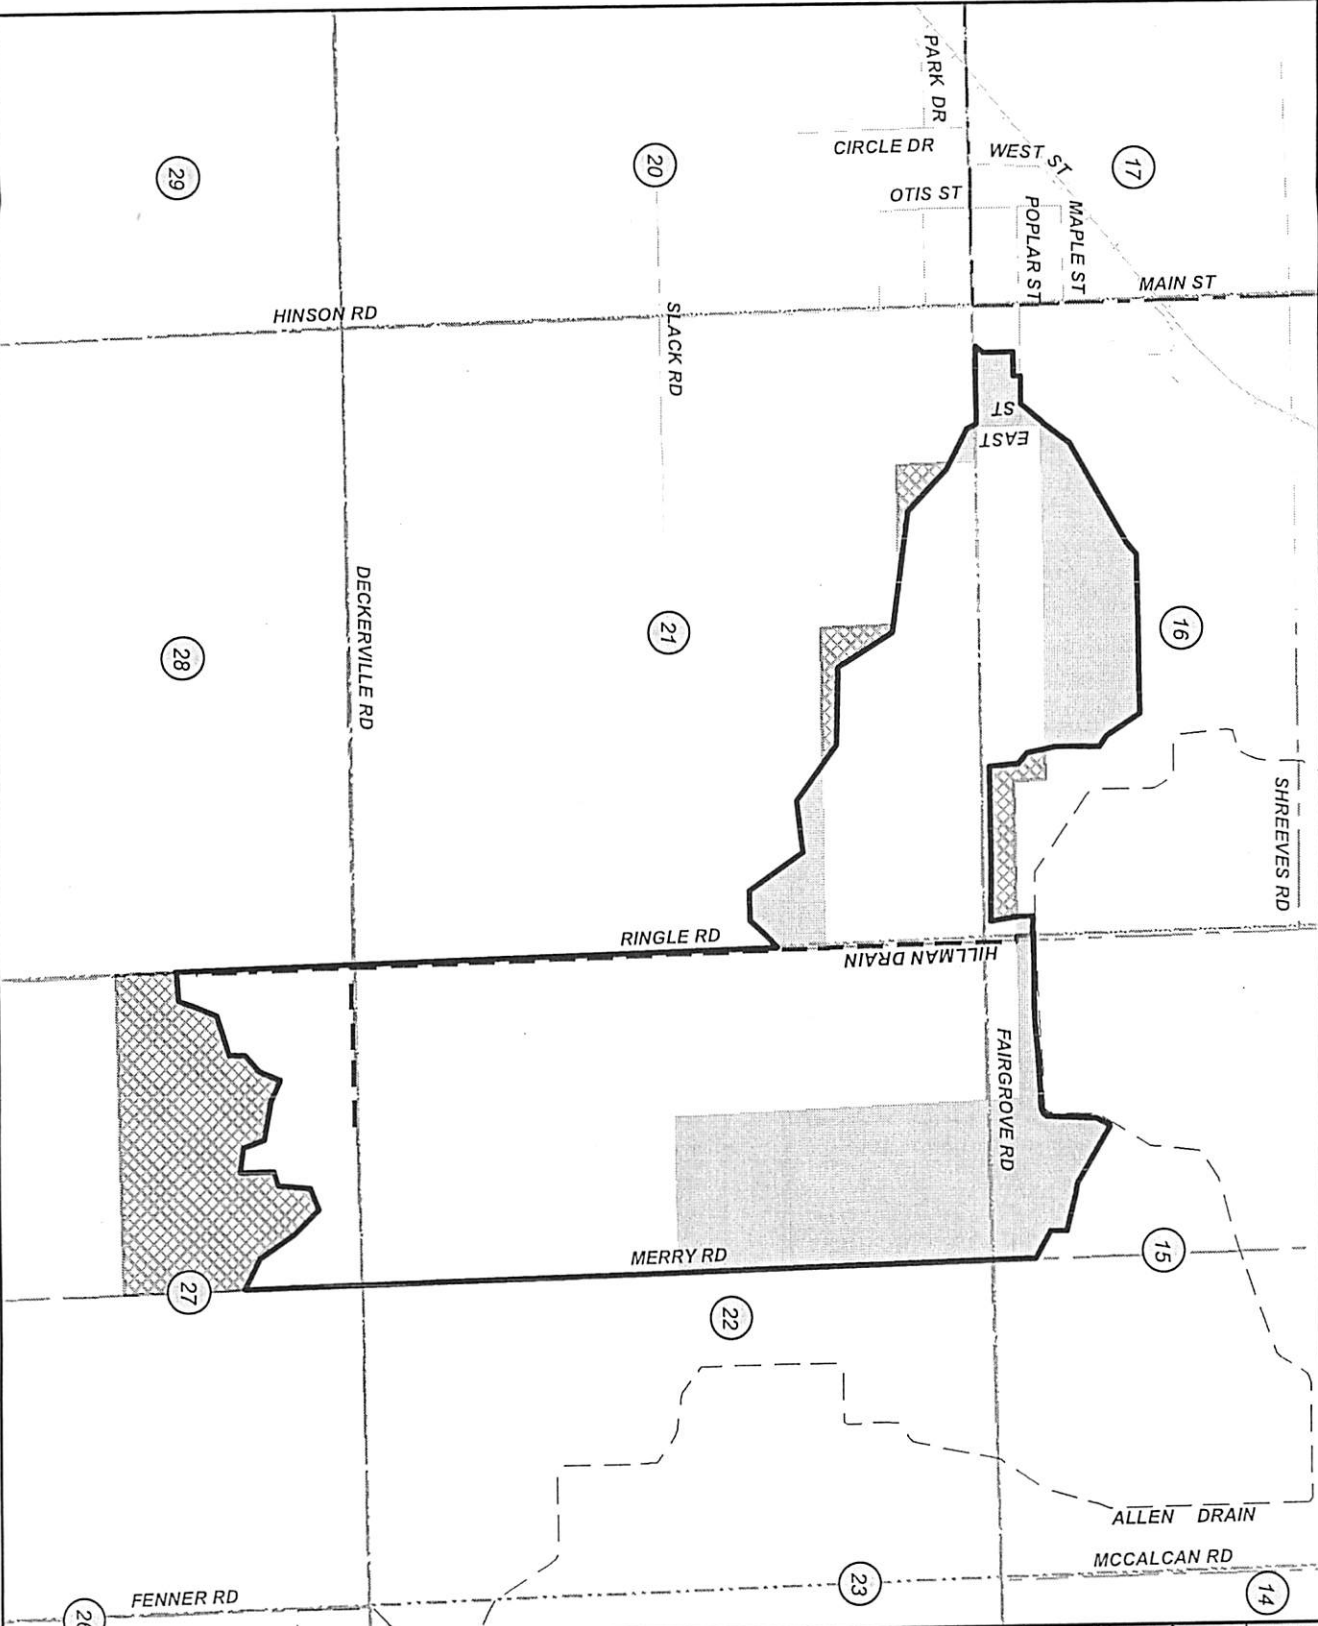 PARK DR
CIRCLE DR
WEST ST
17
29
20
OTIS ST
POPLAR ST
MAPLE ST
MAIN ST
HINSON RD
SLACK RD
EAST ST
DECKERVILLE RD
28
21
16
SHREEVES RD
RINGLE RD
HILLMAN DRAIN
FAIRGROVE RD
MERRY RD
15
27
22
ALLEN DRAIN
MCCALCAN RD
23
14
FENNER RD